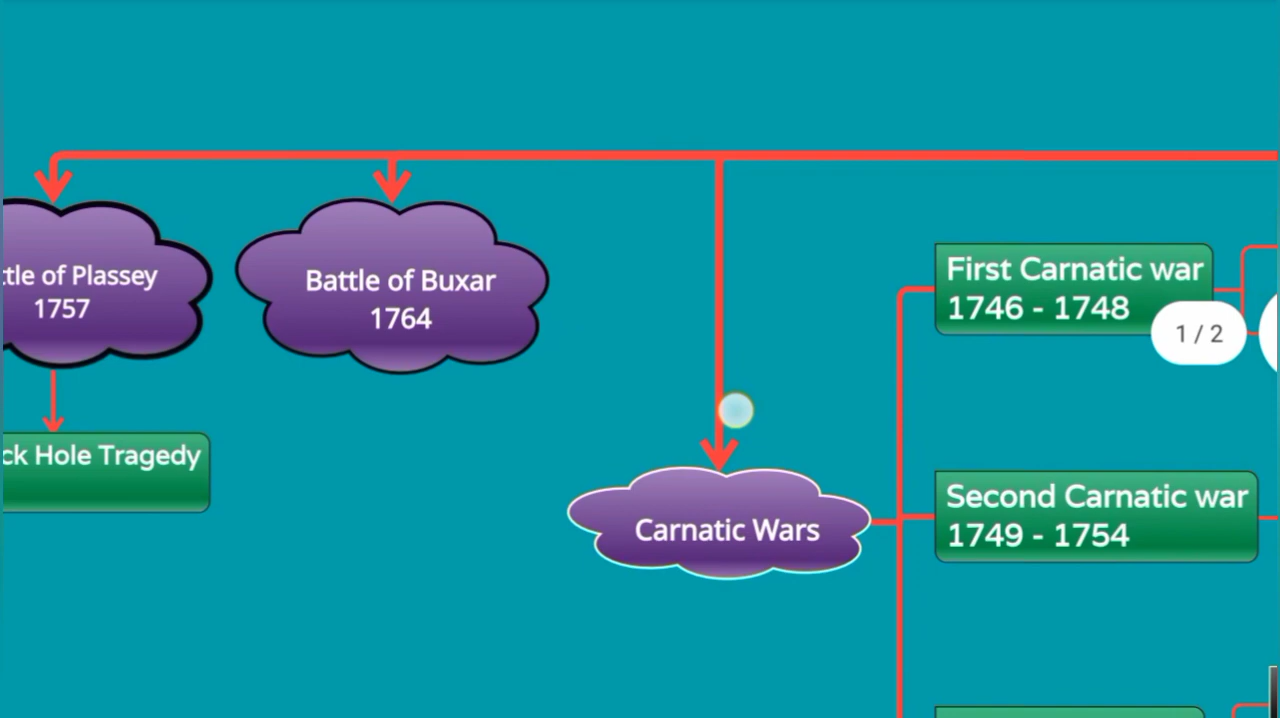 tle of Plassey
1757
Battle of Buxar
1764
First Carnatic war
1746 - 1748
1 / 2
ck Hole Tragedy
Carnatic Wars
Second Carnatic war
1749 - 1754